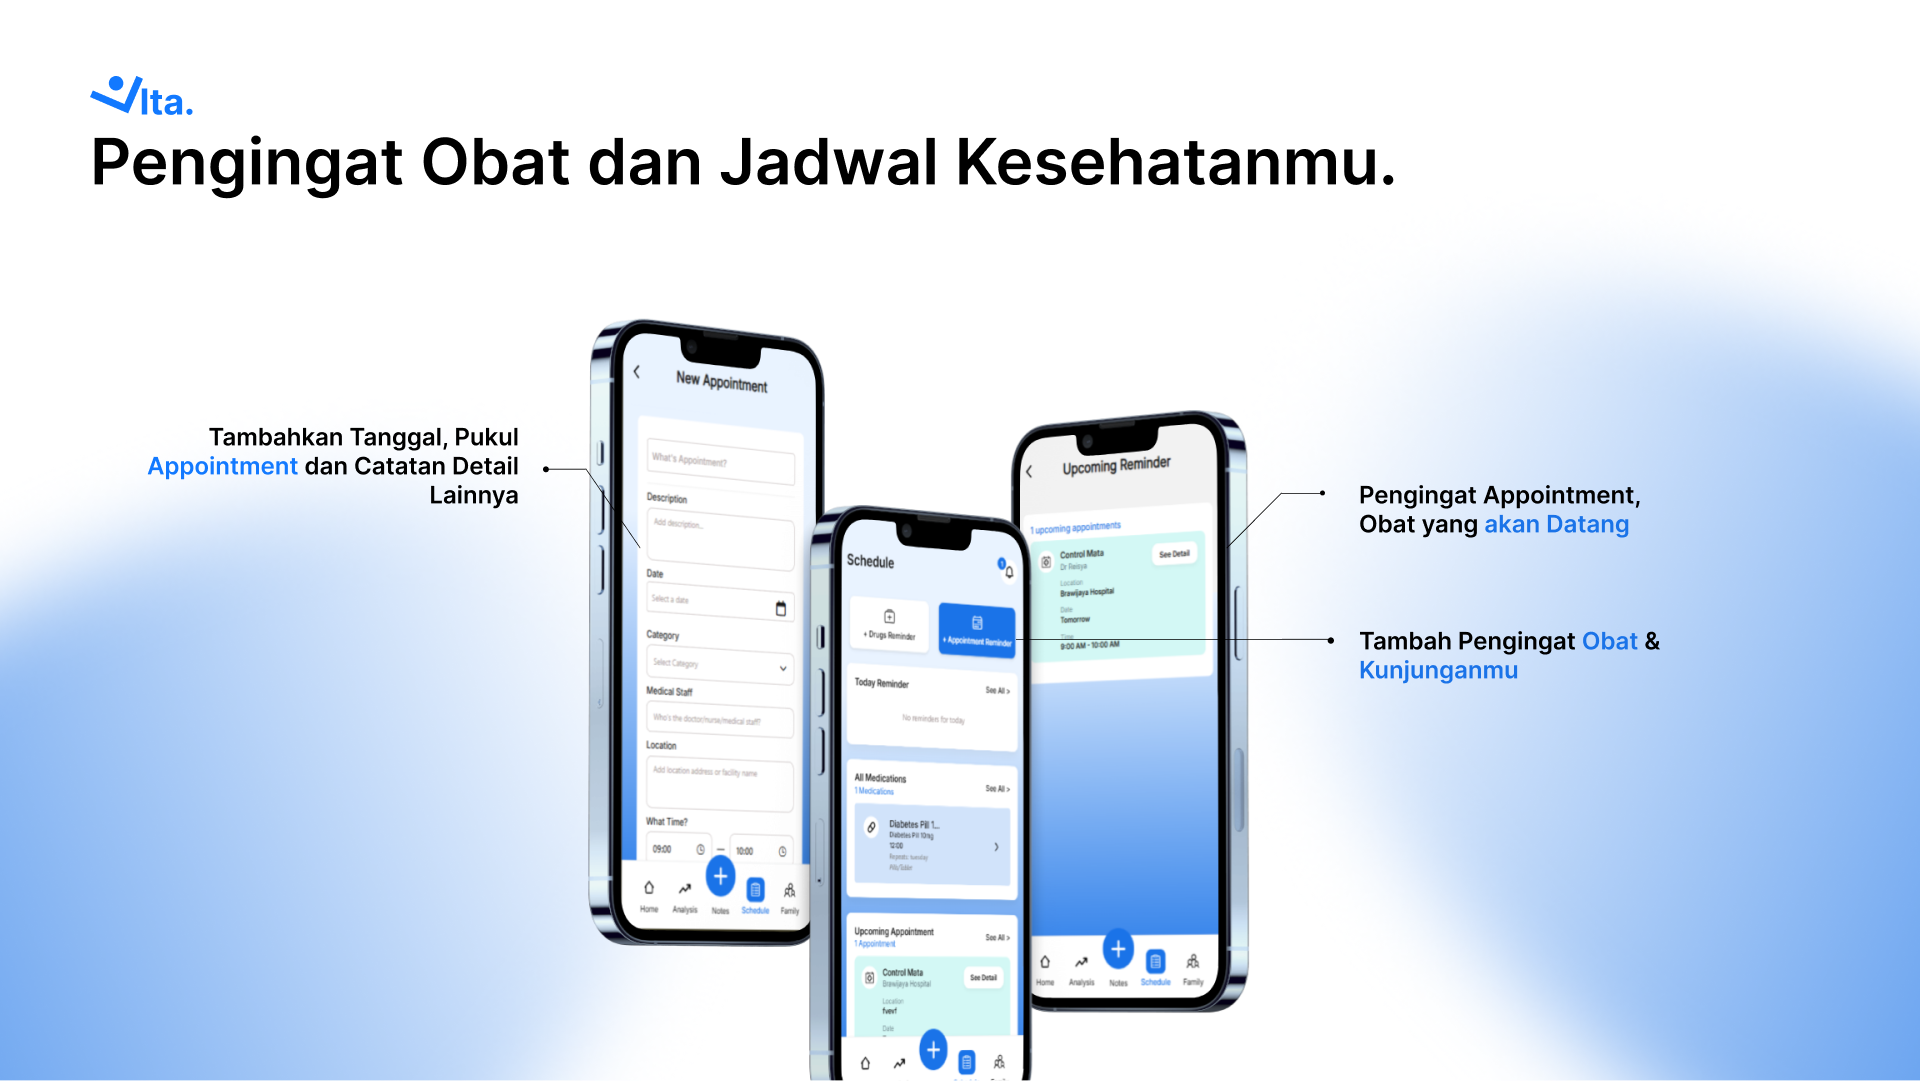 Vita.
Pengingat Obat dan Jadwal Kesehatanmu.
Tambahkan Tanggal, Pukul
Appointment dan Catatan Detail
Lainnya
New Appointment
What's Appointment?
Description
Add description...
Date
Select a date
Category
Select Category
Medical Staff
Who's the doctor/nurse/medical staff?
Location
Add location address or facility name
What Time?
09:00 — 10:00
Home Analysis Notes Schedule Family
Schedule
1
+ Drugs Reminder
+ Appointment Reminder
Today Reminder
See All >
No reminders for today
All Medications
1 Medications
See All >
Diabetes Pill 1...
Diabetes Pill 10mg
12:00
Repeats: tuesday
Upcoming Appointment
1 Appointment
See All >
Control Mata
Brawijaya Hospital
See Detail
Location
fvevf
Date
Upcoming Reminder
1 upcoming appointments
Control Mata
Dr Reisya
See Detail
Location
Brawijaya Hospital
Date
Tomorrow
Time
9:00 AM - 10:00 AM
Home Analysis Notes Schedule Family
Pengingat Appointment,
Obat yang akan Datang
Tambah Pengingat Obat &
Kunjunganmu